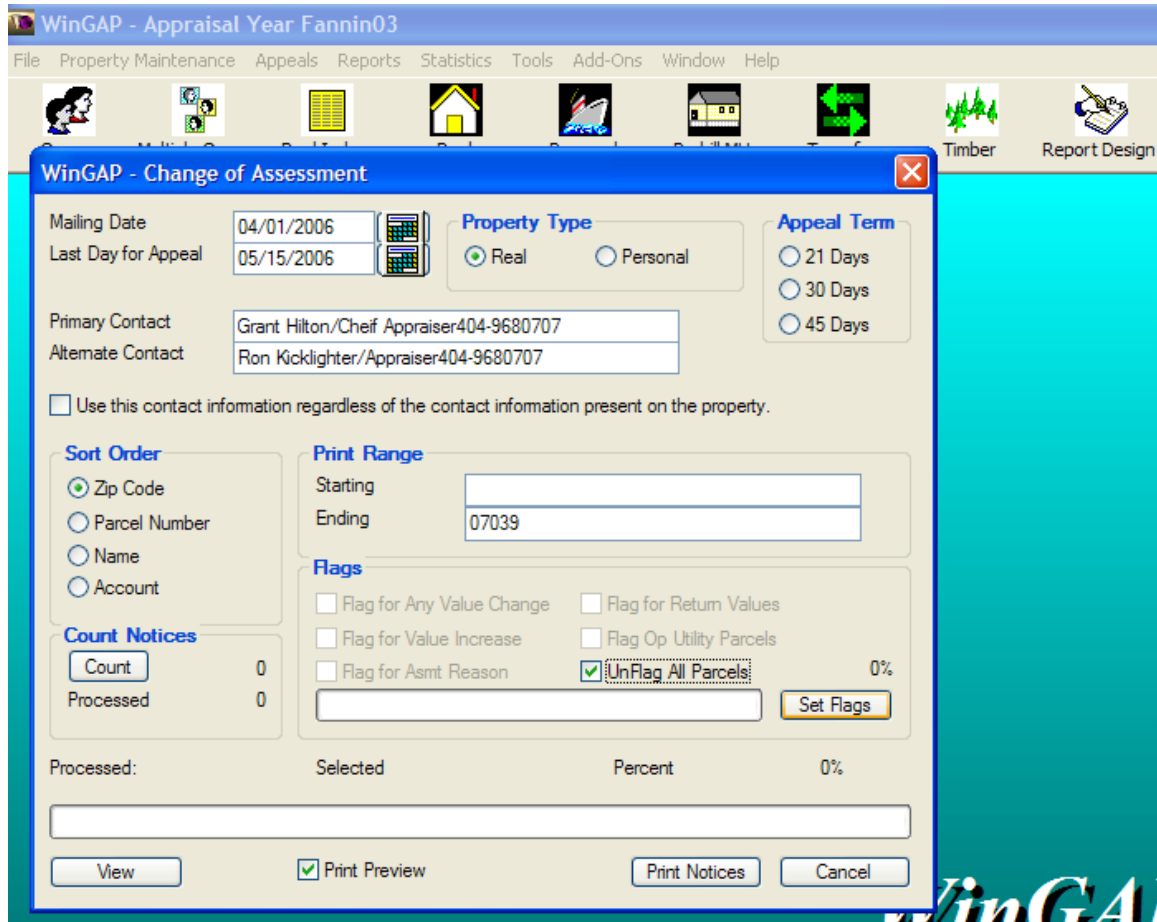 WinGAP - Appraisal Year Fannin03
File Property Maintenance Appeals Reports Statistics Tools Add-Ons Window Help
Timber Report Design
WinGAP - Change of Assessment
Mailing Date 04/01/2006 Property Type Appeal Term
Last Day for Appeal 05/15/2006 Real Personal 21 Days
30 Days
Primary Contact Grant Hilton/Cheif Appraiser404-9680707 45 Days
Alternate Contact Ron Kicklighter/Appraiser404-9680707
Use this contact information regardless of the contact information present on the property.
Sort Order Print Range
Zip Code Starting
Parcel Number Ending 07039
Name
Account Flags
Flag for Any Value Change Flag for Return Values
Count Notices Flag for Value Increase Flag Op Utility Parcels
Count 0 Flag for Asmt Reason UnFlag All Parcels 0%
Processed 0 Set Flags
Processed: Selected Percent 0%
View Print Preview Print Notices Cancel